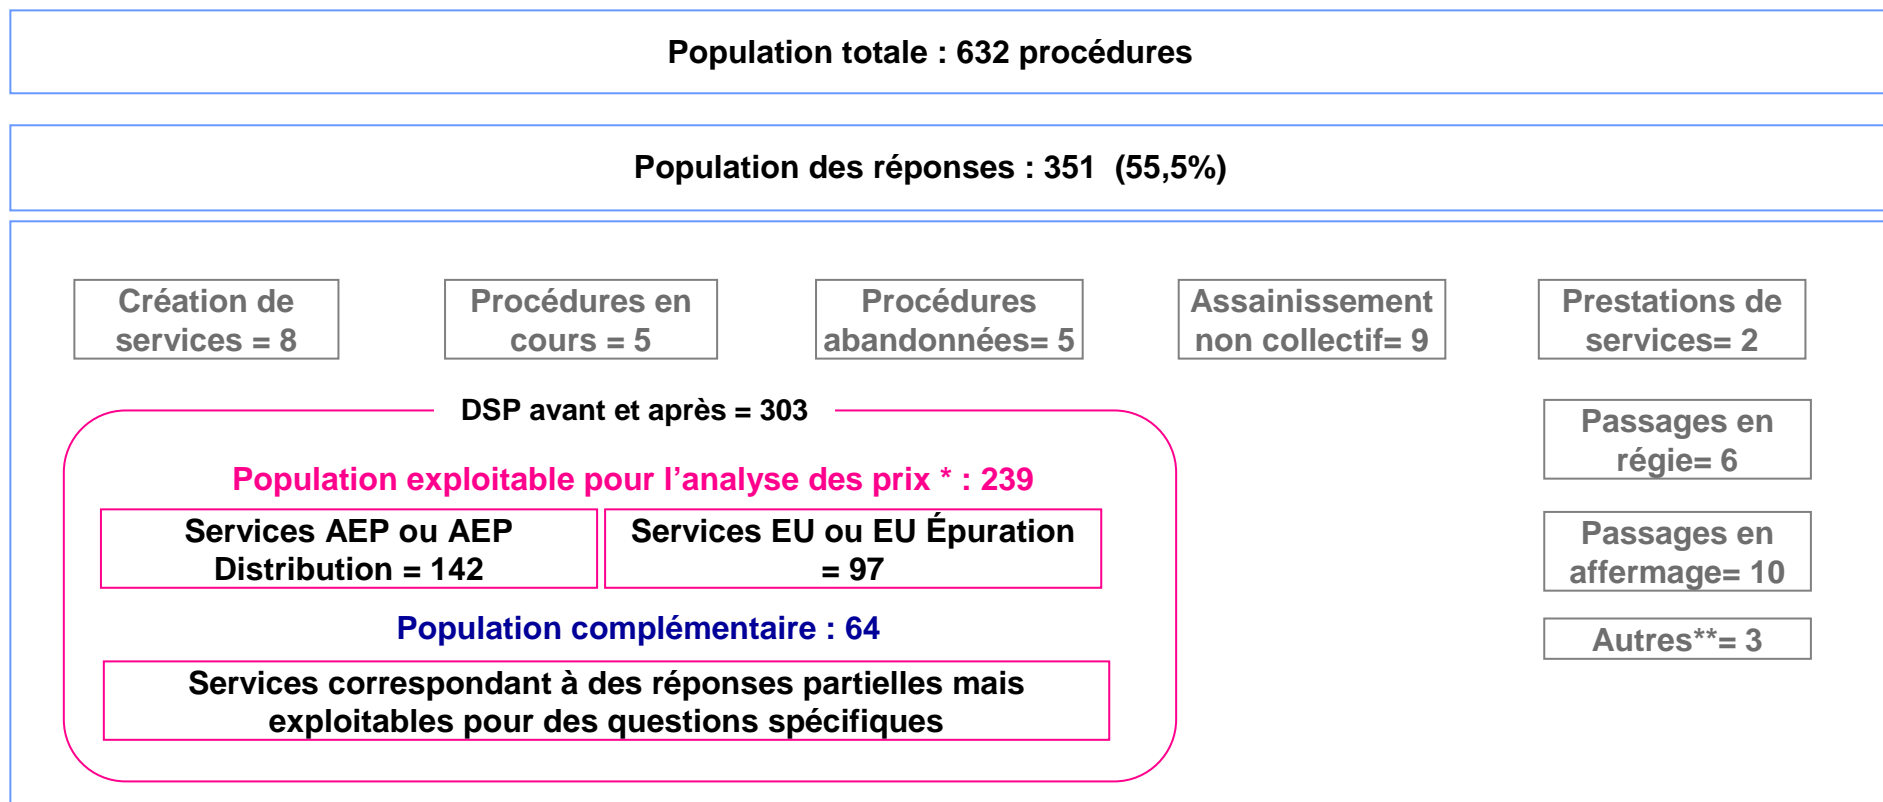 Population totale : 632 procédures
Population des réponses : 351 (55,5%)
Création de
services = 8
Procédures en
cours = 5
Procédures
abandonnées= 5
Assainissement
non collectif= 9
Prestations de
services= 2
DSP avant et après = 303
Population exploitable pour l'analyse des prix * : 239
Services AEP ou AEP
Distribution = 142
Services EU ou EU Épuration
= 97
Population complémentaire : 64
Services correspondant à des réponses partielles mais
exploitables pour des questions spécifiques
Passages en
régie= 6
Passages en
affermage= 10
Autres**= 3